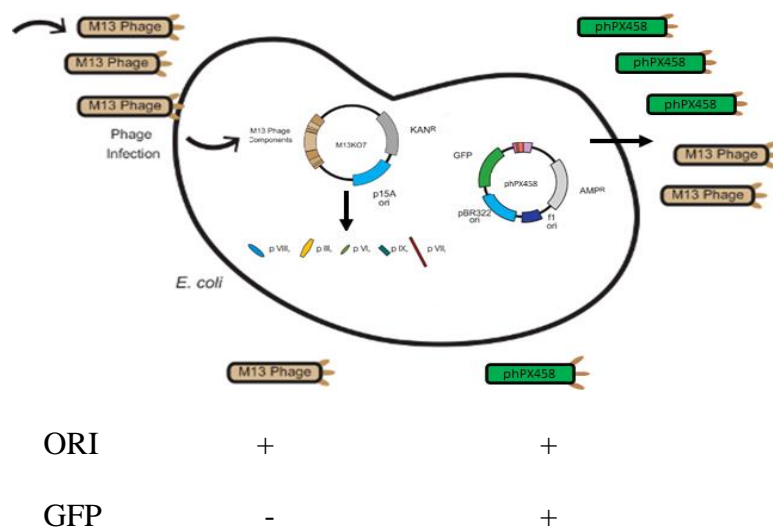 M13 Phage
M13 Phage
M13 Phage
Phage
Infection
M13 Phage
Components
M13KO7
KANᴿ
p15A
ori
p VIII,
p III,
p VI,
p IX,
p VII,
E. coli
GFP
phPX458
AMPᴿ
pBR322
ori
f1
ori
phPX458
phPX458
phPX458
M13 Phage
M13 Phage
M13 Phage
phPX458
ORI + +
GFP - +